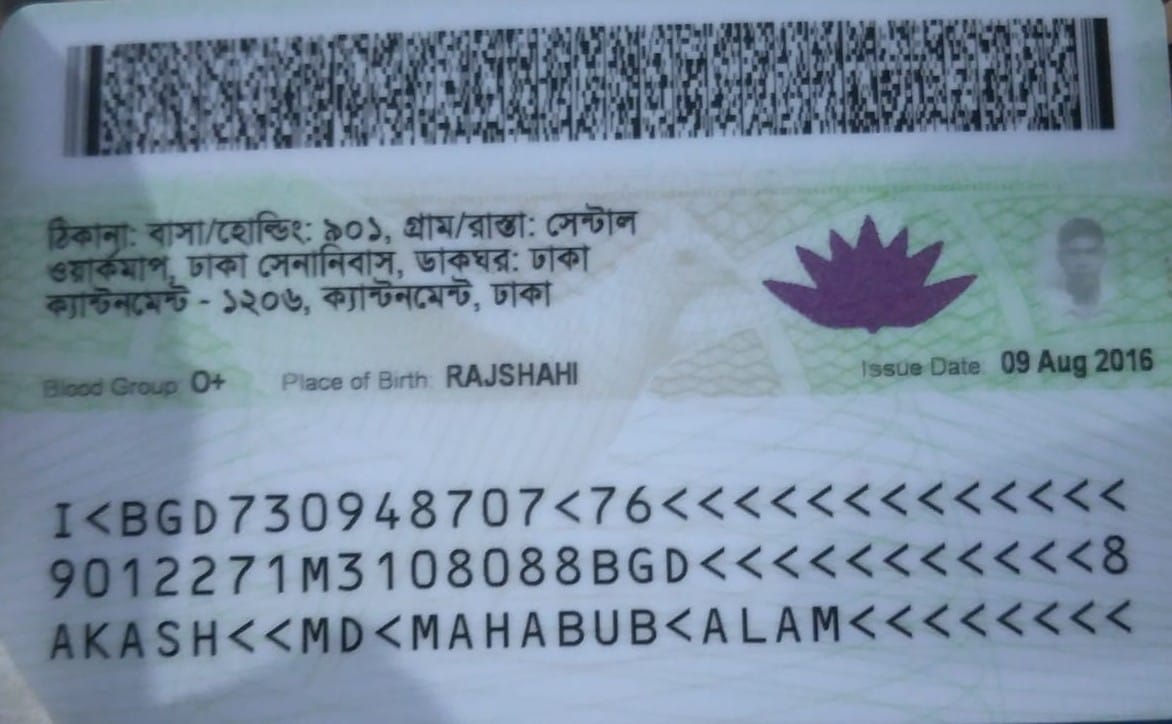 ঠিকানা: বাসা/হোল্ডিং: ৯০১, গ্রাম/রাস্তা: সেন্টাল
ওয়ার্কযাপ, ঢাকা সেনানিবাস, ডাকঘর: ঢাকা
ক্যান্টনমেন্ট - ১২০৬, ক্যান্টনমেন্ট, ঢাকা
Blood Group: O+ Place of Birth: RAJSHAHI Issue Date: 09 Aug 2016
I<BGD730948707<76<<<<<<<<<<<<<
9012271M3108088BGD<<<<<<<<<<<8
AKASH<<MD<MAHABUB<ALAM<<<<<<<<